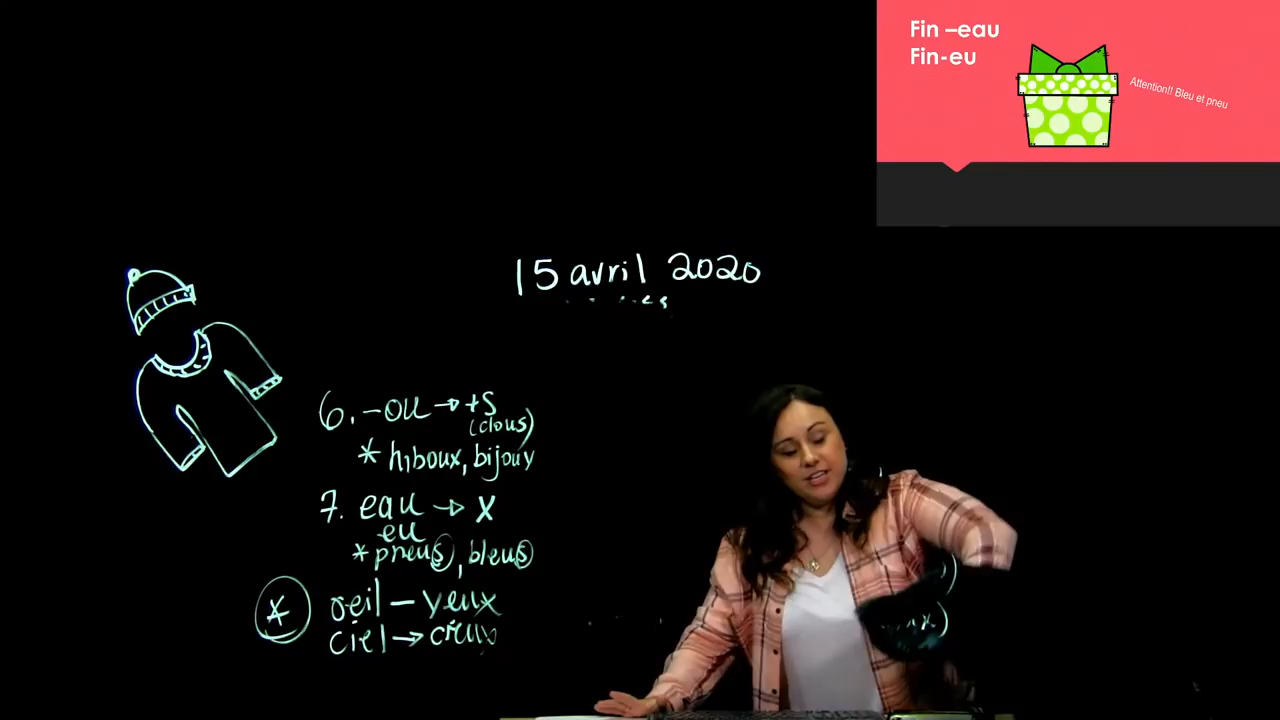 Fin –eau
Fin-eu
Attention!! Bleu et pneu
15 avril 2020
6. -ou → +s
(clous)
* hiboux, bijoux
7. eau → x
eu
* pneus, bleus
* oeil – yeux
ciel → cieux